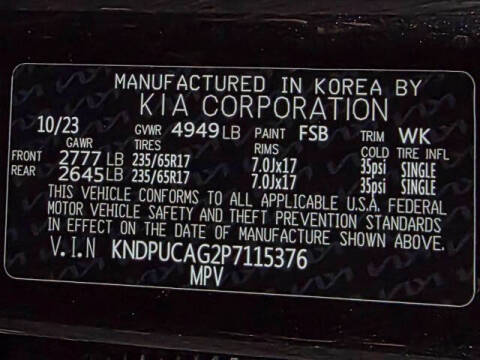 MANUFACTURED IN KOREA BY
KIA CORPORATION
10/23 GVWR 4949LB PAINT FSB TRIM WK
GAWR TIRES RIMS COLD TIRE INFL
FRONT 2777 LB 235/65R17 7.0Jx17 35psi SINGLE
REAR 2645 LB 235/65R17 7.0Jx17 35psi SINGLE
THIS VEHICLE CONFORMS TO ALL APPLICABLE U.S.A. FEDERAL
MOTOR VEHICLE SAFETY AND THEFT PREVENTION STANDARDS
IN EFFECT ON THE DATE OF MANUFACTURE SHOWN ABOVE.
V.I.N KNDPUCAG2P7115376
MPV